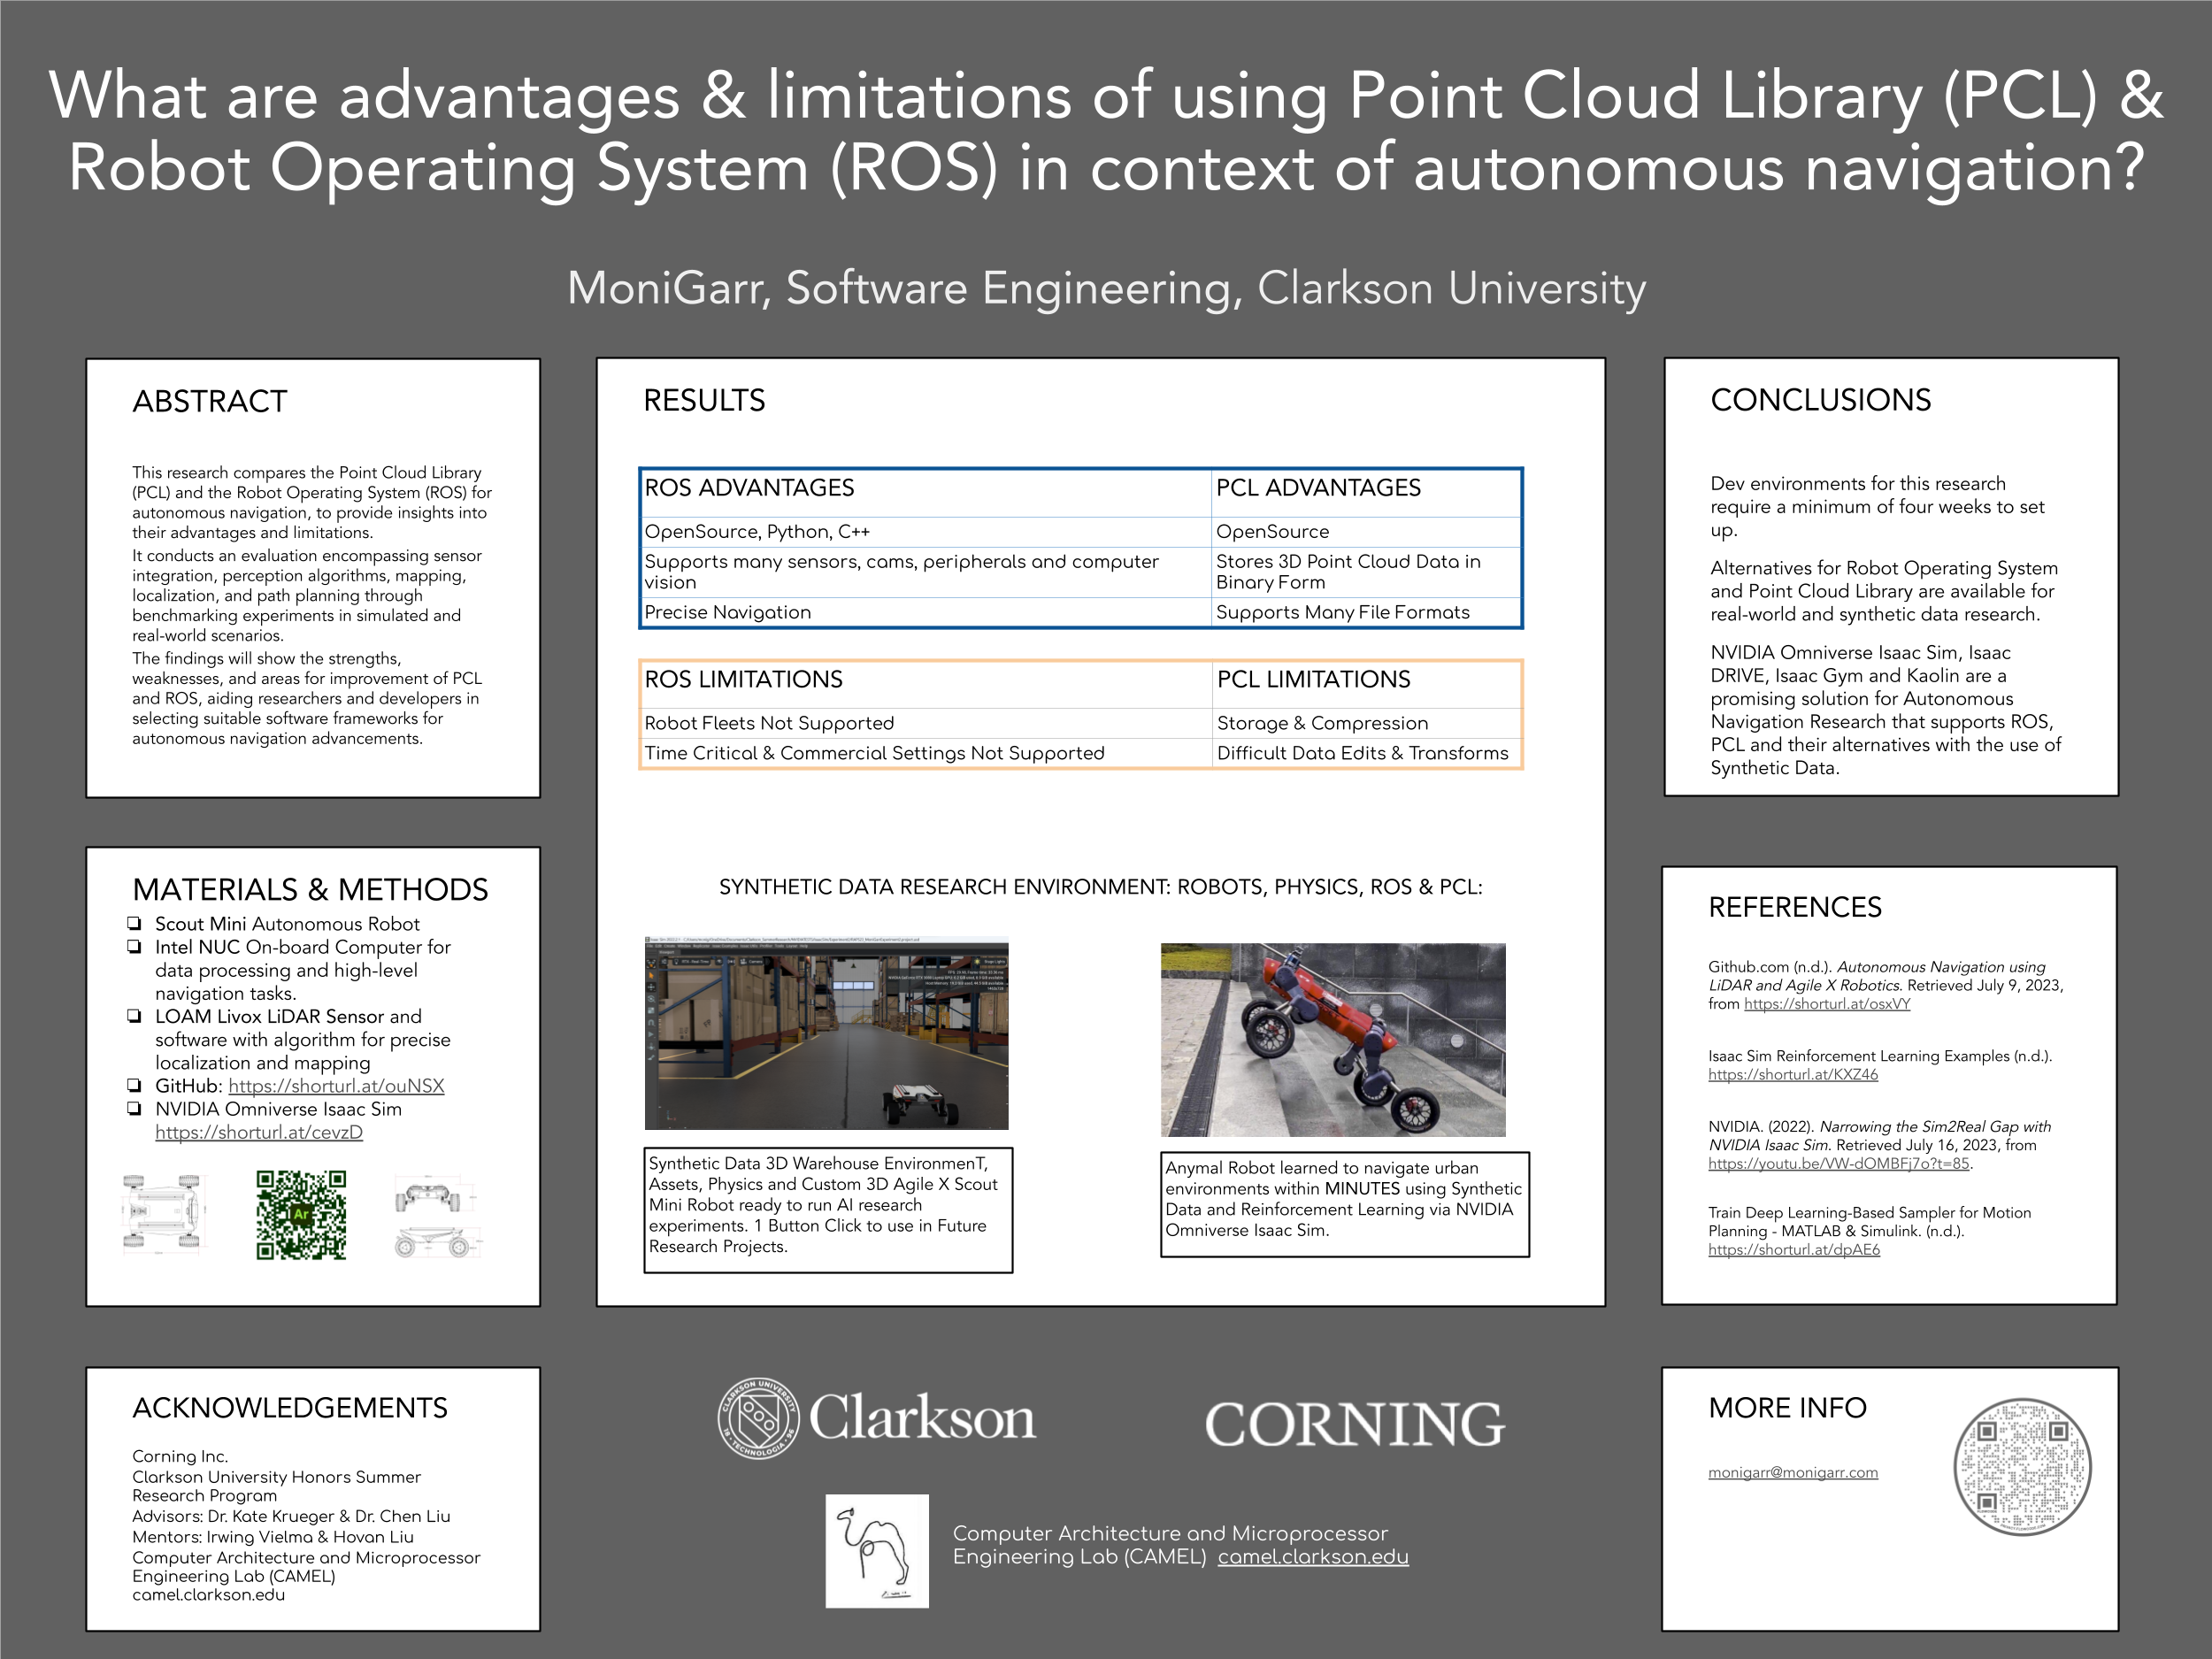 What are advantages & limitations of using Point Cloud Library (PCL) &
Robot Operating System (ROS) in context of autonomous navigation?
MoniGarr, Software Engineering, Clarkson University
ABSTRACT
This research compares the Point Cloud Library
(PCL) and the Robot Operating System (ROS) for
autonomous navigation, to provide insights into
their advantages and limitations.
It conducts an evaluation encompassing sensor
integration, perception algorithms, mapping,
localization, and path planning through
benchmarking experiments in simulated and
real-world scenarios.
The findings will show the strengths,
weaknesses, and areas for improvement of PCL
and ROS, aiding researchers and developers in
selecting suitable software frameworks for
autonomous navigation advancements.
MATERIALS & METHODS
❏ Scout Mini Autonomous Robot
❏ Intel NUC On-board Computer for
data processing and high-level
navigation tasks.
❏ LOAM Livox LiDAR Sensor and
software with algorithm for precise
localization and mapping
❏ GitHub: https://shorturl.at/ouNSX
❏ NVIDIA Omniverse Isaac Sim
https://shorturl.at/cevzD
Ar
ACKNOWLEDGEMENTS
Corning Inc.
Clarkson University Honors Summer
Research Program
Advisors: Dr. Kate Krueger & Dr. Chen Liu
Mentors: Irwing Vielma & Hovan Liu
Computer Architecture and Microprocessor
Engineering Lab (CAMEL)
camel.clarkson.edu
RESULTS
ROS ADVANTAGES PCL ADVANTAGES
OpenSource, Python, C++ OpenSource
Supports many sensors, cams, peripherals and computer Stores 3D Point Cloud Data in
vision Binary Form
Precise Navigation Supports Many File Formats
ROS LIMITATIONS PCL LIMITATIONS
Robot Fleets Not Supported Storage & Compression
Time Critical & Commercial Settings Not Supported Difficult Data Edits & Transforms
SYNTHETIC DATA RESEARCH ENVIRONMENT: ROBOTS, PHYSICS, ROS & PCL:
Synthetic Data 3D Warehouse EnvironmenT,
Assets, Physics and Custom 3D Agile X Scout
Mini Robot ready to run AI research
experiments. 1 Button Click to use in Future
Research Projects.
Anymal Robot learned to navigate urban
environments within MINUTES using Synthetic
Data and Reinforcement Learning via NVIDIA
Omniverse Isaac Sim.
CLARKSON UNIVERSITY
18 · TECHNOLOGIA · 96
Clarkson
CORNING
Computer Architecture and Microprocessor
Engineering Lab (CAMEL) camel.clarkson.edu
CONCLUSIONS
Dev environments for this research
require a minimum of four weeks to set
up.
Alternatives for Robot Operating System
and Point Cloud Library are available for
real-world and synthetic data research.
NVIDIA Omniverse Isaac Sim, Isaac
DRIVE, Isaac Gym and Kaolin are a
promising solution for Autonomous
Navigation Research that supports ROS,
PCL and their alternatives with the use of
Synthetic Data.
REFERENCES
Github.com (n.d.). Autonomous Navigation using
LiDAR and Agile X Robotics. Retrieved July 9, 2023,
from https://shorturl.at/osxVY
Isaac Sim Reinforcement Learning Examples (n.d.).
https://shorturl.at/KXZ46
NVIDIA. (2022). Narrowing the Sim2Real Gap with
NVIDIA Isaac Sim. Retrieved July 16, 2023, from
https://youtu.be/VW-dOMBFj7o?t=85.
Train Deep Learning-Based Sampler for Motion
Planning - MATLAB & Simulink. (n.d.).
https://shorturl.at/dpAE6
MORE INFO
monigarr@monigarr.com